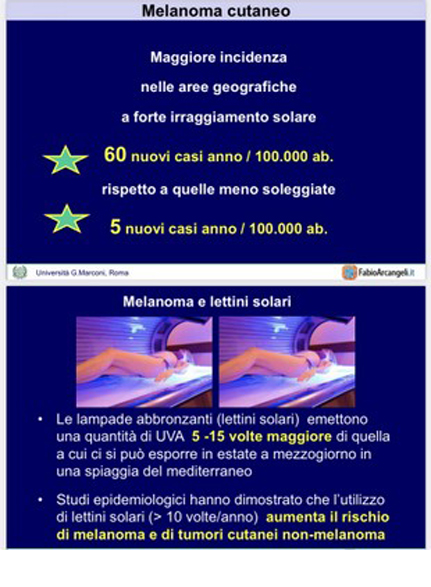 Melanoma cutaneo
Maggiore incidenza
nelle aree geografiche
a forte irraggiamento solare
60 nuovi casi anno / 100.000 ab.
rispetto a quelle meno soleggiate
5 nuovi casi anno / 100.000 ab.
Università G.Marconi, Roma
FabioArcangeli.it
Melanoma e lettini solari
• Le lampade abbronzanti (lettini solari) emettono
una quantità di UVA 5 -15 volte maggiore di quella
a cui ci si può esporre in estate a mezzogiorno in
una spiaggia del mediterraneo
• Studi epidemiologici hanno dimostrato che l'utilizzo
di lettini solari (> 10 volte/anno) aumenta il rischio
di melanoma e di tumori cutanei non-melanoma